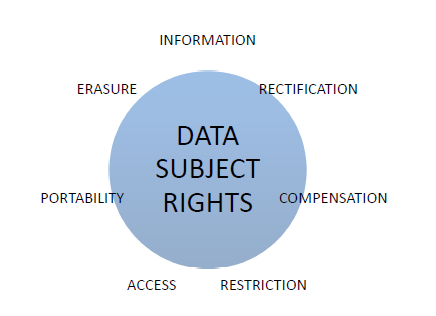 INFORMATION
ERASURE
RECTIFICATION
DATA
SUBJECT
RIGHTS
PORTABILITY
COMPENSATION
ACCESS
RESTRICTION